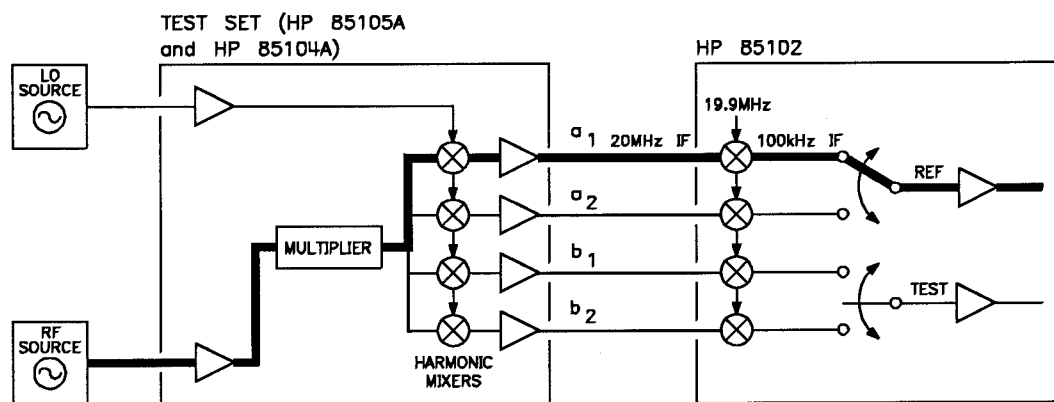 TEST SET (HP 85105A
and HP 85104A)
HP 85102
LO
SOURCE
19.9MHz
a1 20MHz IF
100kHz IF
REF
a2
MULTIPLIER
b1
TEST
b2
RF
SOURCE
HARMONIC
MIXERS